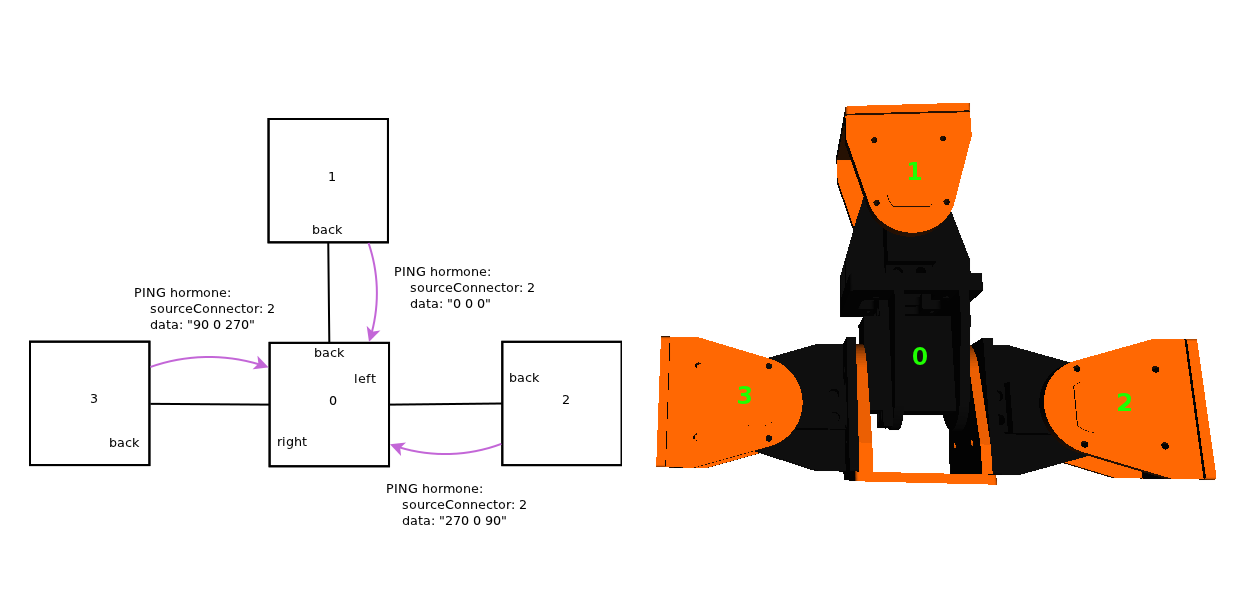 1
back
PING hormone:
sourceConnector: 2
data: "0 0 0"
PING hormone:
sourceConnector: 2
data: "90 0 270"
3
back
back
left
0
right
back
2
PING hormone:
sourceConnector: 2
data: "270 0 90"
1
0
3
2